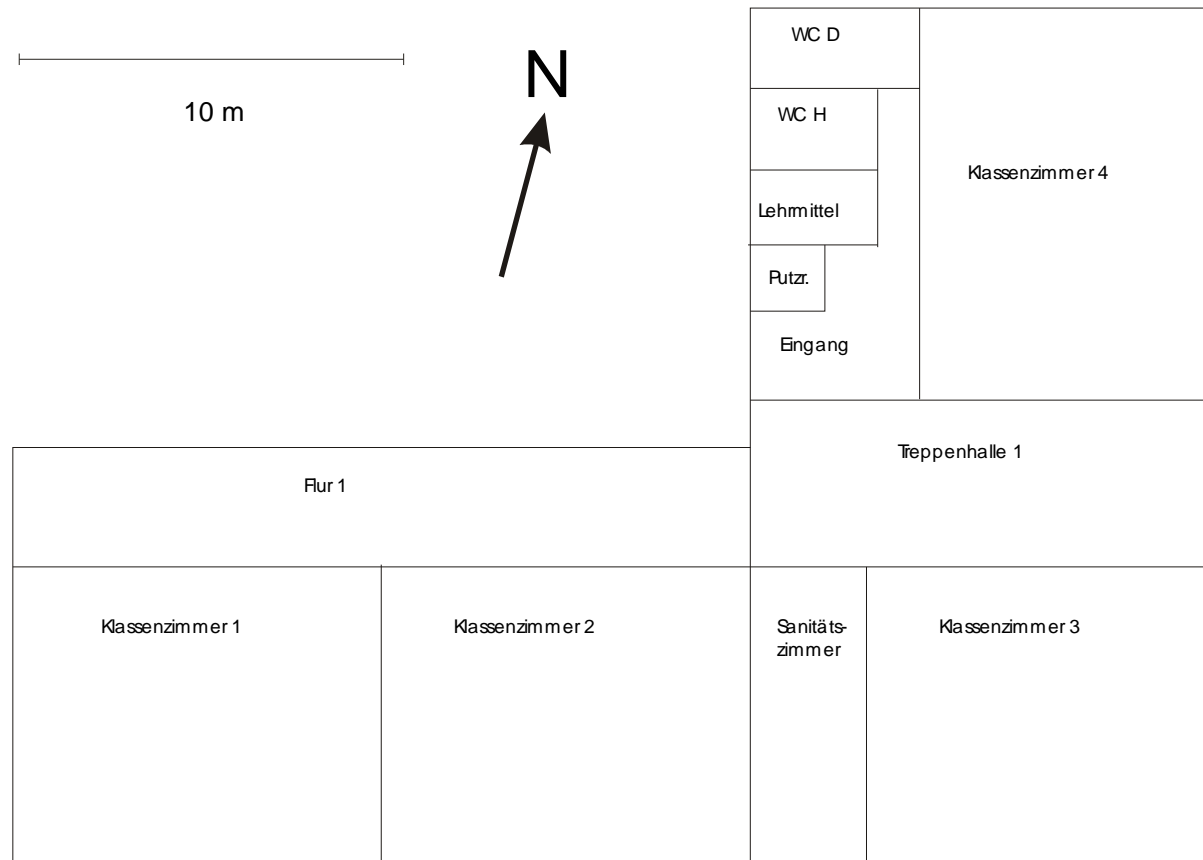 WC D
10 m
N
WC H
Klassenzimmer 4
Lehrmittel
Putzr.
Eingang
Treppenhalle 1
Flur 1
Klassenzimmer 1
Klassenzimmer 2
Sanitäts-
zimmer
Klassenzimmer 3